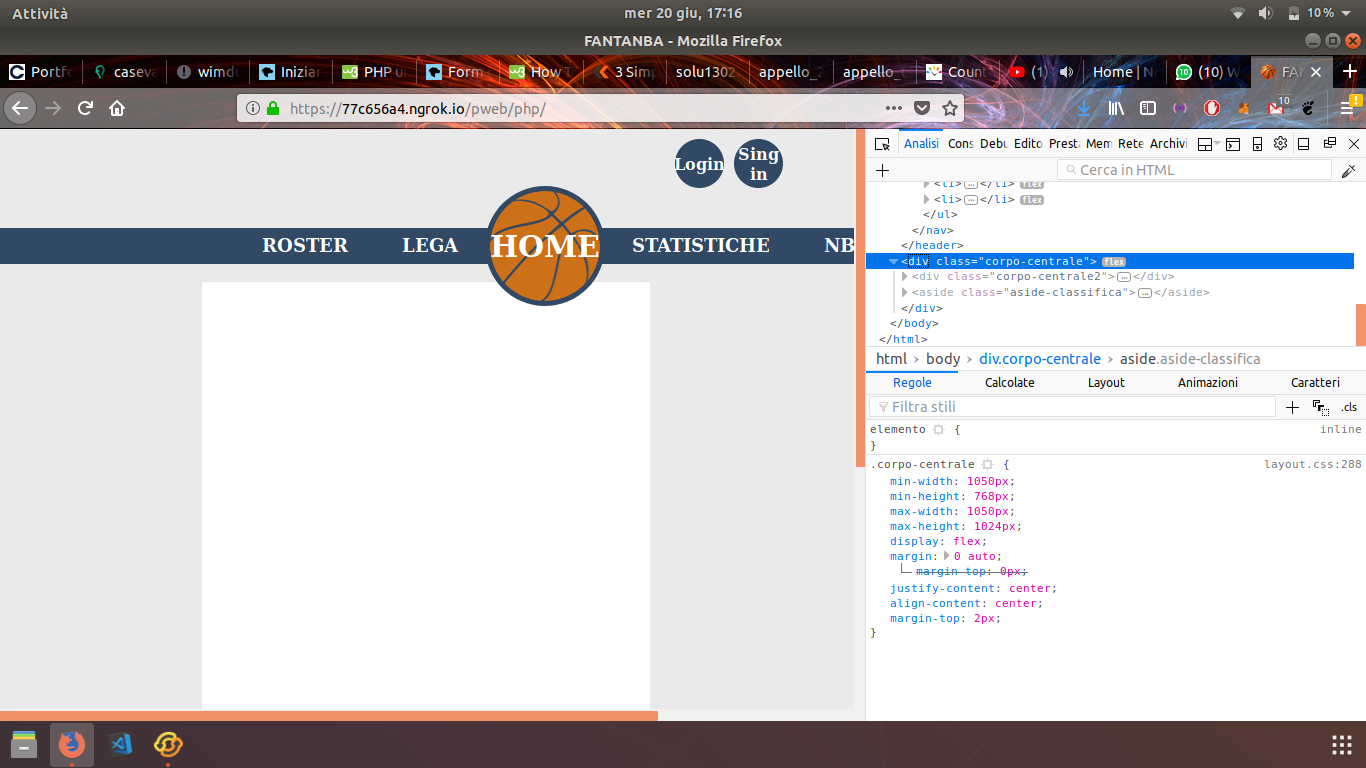 Attività
mer 20 giu, 17:16
10%
FANTANBA - Mozilla Firefox
Portf
caseva
wimdu
Iniziar
PHP u
Form
How T
3 Simp
solu1302
appello_2
appello_
Count
(1)
Home | N
(10) W
FA
https://77c656a4.ngrok.io/pweb/php/
10
Login
Sing
in
ROSTER
LEGA
HOME
STATISTICHE
NB
Analisi
Cons
Debu
Edito
Presta
Mem
Rete
Archivi
Cerca in HTML
<li></li> flex
<li></li> flex
</ul>
</nav>
</header>
<div class="corpo-centrale"> flex
<div class="corpo-centrale2"></div>
<aside class="aside-classifica"></aside>
</div>
</body>
</html>
html › body › div.corpo-centrale › aside.aside-classifica
Regole
Calcolate
Layout
Animazioni
Caratteri
Filtra stili
.cls
elemento {
inline
}
.corpo-centrale {
layout.css:288
min-width: 1050px;
min-height: 768px;
max-width: 1050px;
max-height: 1024px;
display: flex;
margin: 0 auto;
margin-top: 0px;
justify-content: center;
align-content: center;
margin-top: 2px;
}